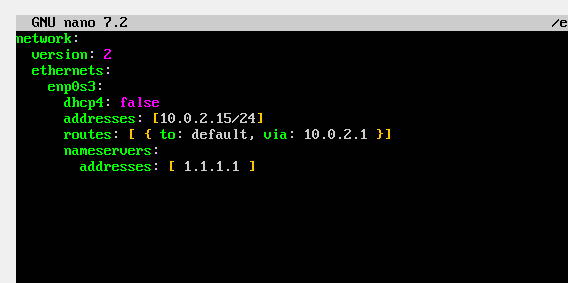 GNU nano 7.2 /e
network:
version: 2
ethernets:
enp0s3:
dhcp4: false
addresses: [10.0.2.15/24]
routes: [ { to: default, via: 10.0.2.1 }]
nameservers:
addresses: [ 1.1.1.1 ]